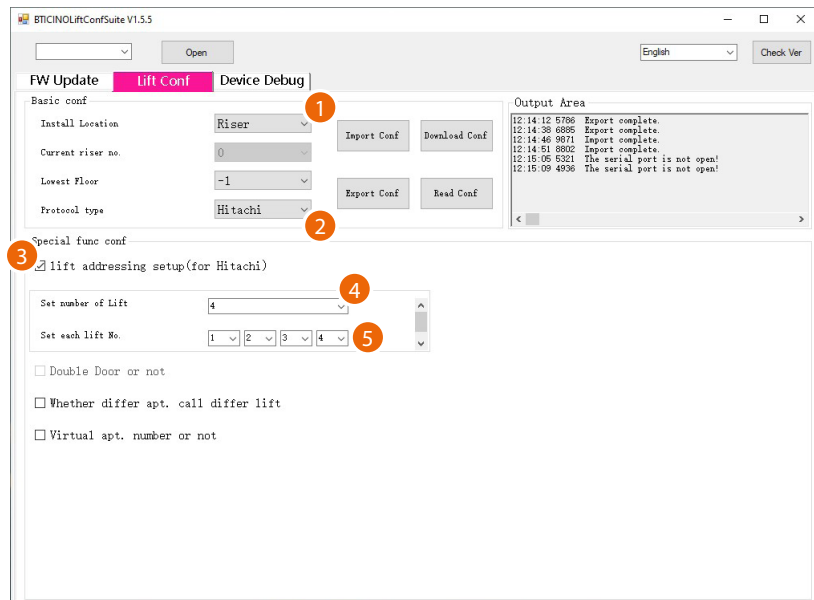 BTICINOLiftConfSuite V1.5.5
Open
English
Check Ver
FW Update
Lift Conf
Device Debug
Basic conf
1
Install Location
Riser
Current riser no.
0
Lowest Floor
-1
Protocol type
Hitachi
2
Import Conf
Download Conf
Export Conf
Read Conf
Output Area
12:14:12 5786 Export complete.
12:14:38 6885 Export complete.
12:14:46 9871 Import complete.
12:14:51 8802 Import complete.
12:15:05 5321 The serial port is not open!
12:15:09 4936 The serial port is not open!
Special func conf
3
lift addressing setup(for Hitachi)
4
Set number of Lift
4
Set each lift No.
1 2 3 4
5
Double Door or not
Whether differ apt. call differ lift
Virtual apt. number or not